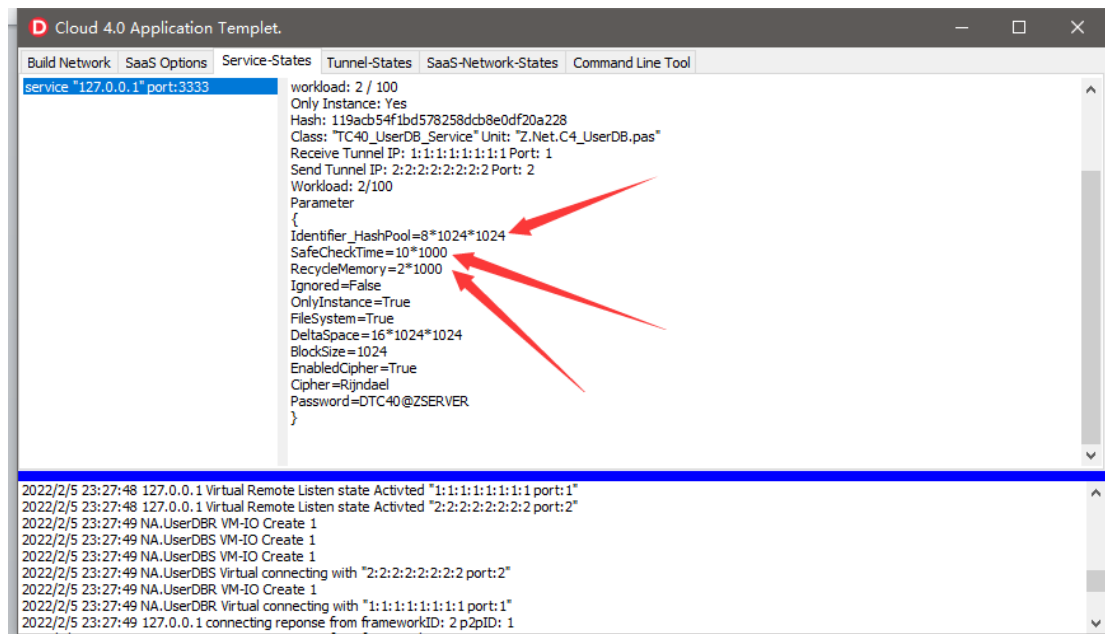 D Cloud 4.0 Application Templet.
Build Network SaaS Options Service-States Tunnel-States SaaS-Network-States Command Line Tool
service "127.0.0.1" port:3333
workload: 2 / 100
Only Instance: Yes
Hash: 119acb54f1bd578258dcb8e0df20a228
Class: "TC40_UserDB_Service" Unit: "Z.Net.C4_UserDB.pas"
Receive Tunnel IP: 1:1:1:1:1:1:1:1 Port: 1
Send Tunnel IP: 2:2:2:2:2:2:2:2 Port: 2
Workload: 2/100
Parameter
{
Identifier_HashPool=8*1024*1024
SafeCheckTime=10*1000
RecycleMemory=2*1000
Ignored=False
OnlyInstance=True
FileSystem=True
DeltaSpace=16*1024*1024
BlockSize=1024
EnabledCipher=True
Cipher=Rijndael
Password=DTC40@ZSERVER
}
2022/2/5 23:27:48 127.0.0.1 Virtual Remote Listen state Activted "1:1:1:1:1:1:1:1 port:1"
2022/2/5 23:27:48 127.0.0.1 Virtual Remote Listen state Activted "2:2:2:2:2:2:2:2 port:2"
2022/2/5 23:27:49 NA.UserDBR VM-IO Create 1
2022/2/5 23:27:49 NA.UserDBS VM-IO Create 1
2022/2/5 23:27:49 NA.UserDBS VM-IO Create 1
2022/2/5 23:27:49 NA.UserDBS Virtual connecting with "2:2:2:2:2:2:2:2 port:2"
2022/2/5 23:27:49 NA.UserDBR VM-IO Create 1
2022/2/5 23:27:49 NA.UserDBR Virtual connecting with "1:1:1:1:1:1:1:1 port:1"
2022/2/5 23:27:49 127.0.0.1 connecting reponse from frameworkID: 2 p2pID: 1